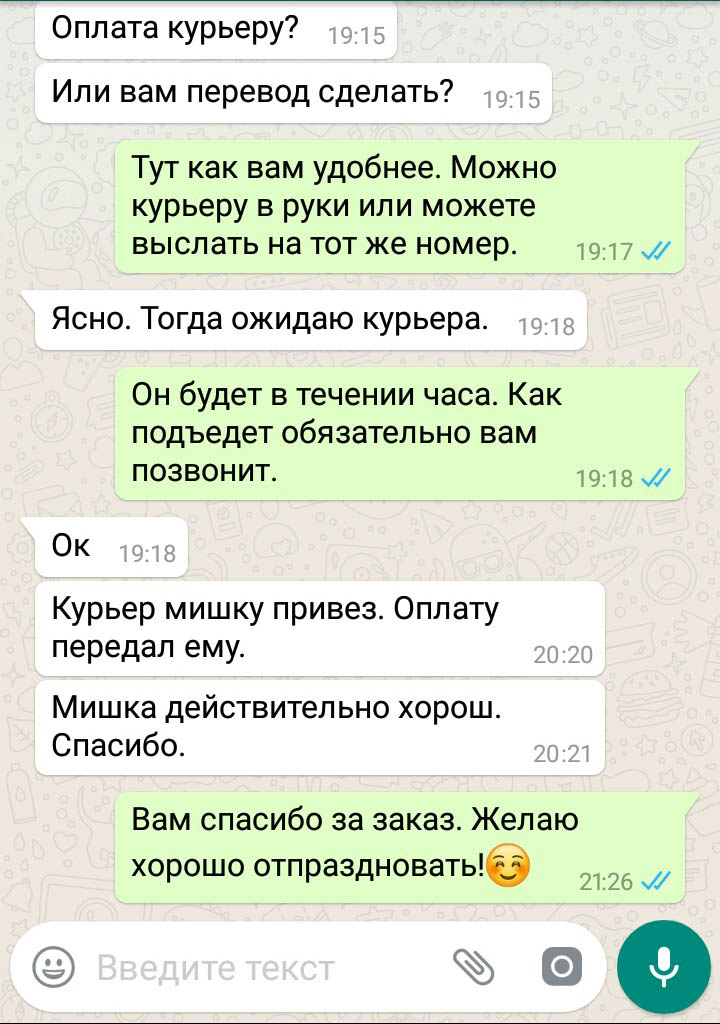 Оплата курьеру? 19:15
Или вам перевод сделать? 19:15
Тут как вам удобнее. Можно
курьеру в руки или можете
выслать на тот же номер. 19:17
Ясно. Тогда ожидаю курьера. 19:18
Он будет в течении часа. Как
подъедет обязательно вам
позвонит. 19:18
Ок 19:18
Курьер мишку привез. Оплату
передал ему. 20:20
Мишка действительно хорош.
Спасибо. 20:21
Вам спасибо за заказ. Желаю
хорошо отпраздновать!😊 21:26
Введите текст